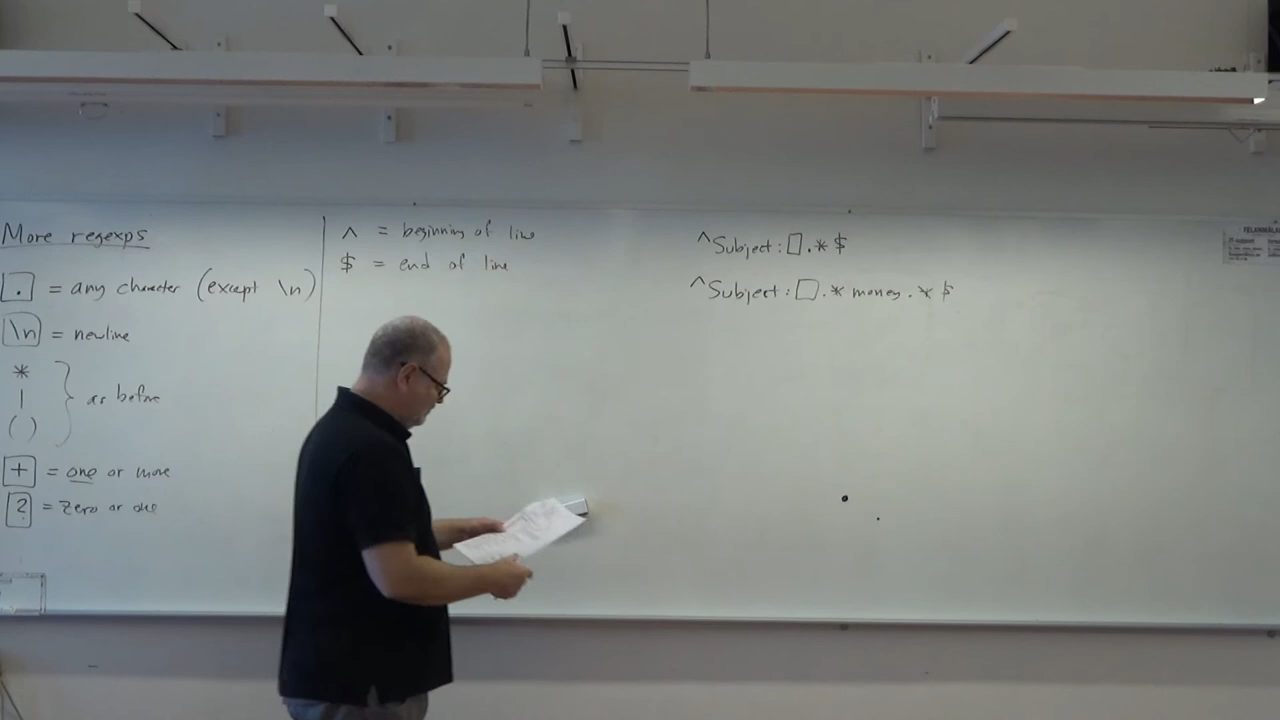 More regexps
. = any character (except \n)
\n = newline
*
|
( )
} as before
+ = one or more
? = zero or one
^ = beginning of line
$ = end of line
^Subject:□.*$
^Subject:□.*money.*$
FELANMÄLA